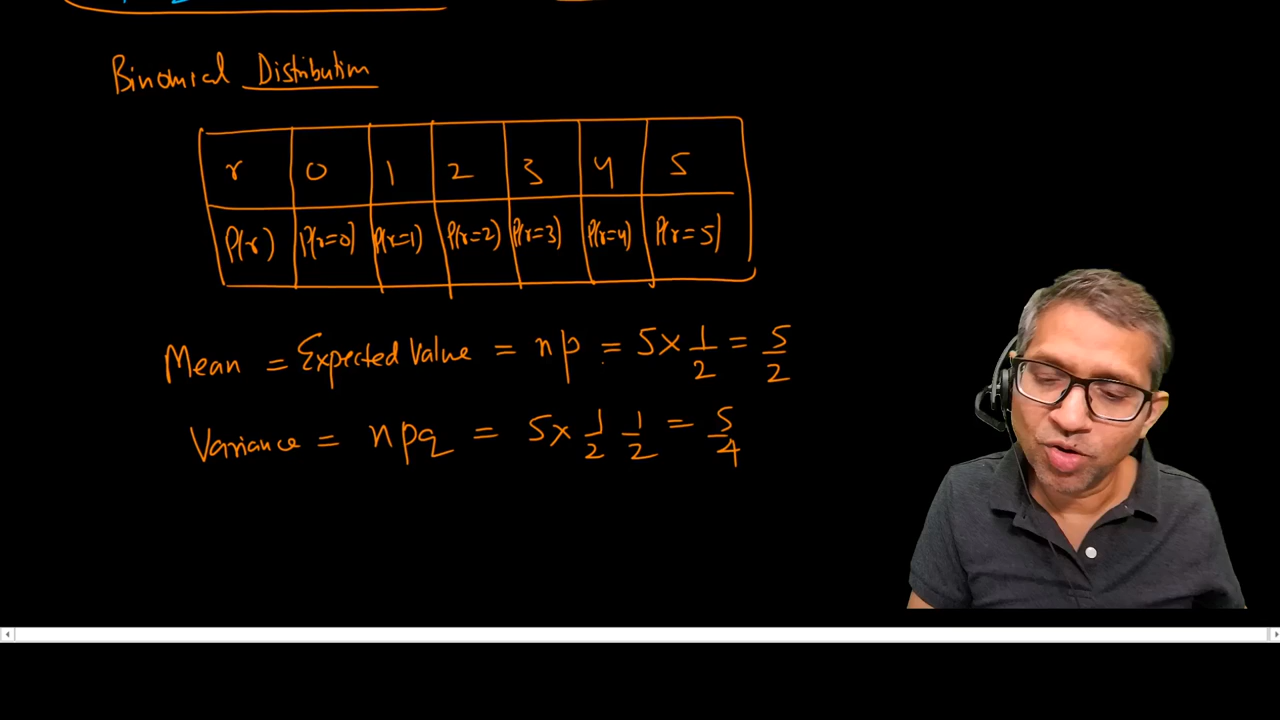 Binomial Distribution
r 0 1 2 3 4 5
P(r) P(r=0) P(r=1) P(r=2) P(r=3) P(r=4) P(r=5)
Mean = Expected Value = np = 5 × 1/2 = 5/2
Variance = npq = 5 × 1/2 1/2 = 5/4